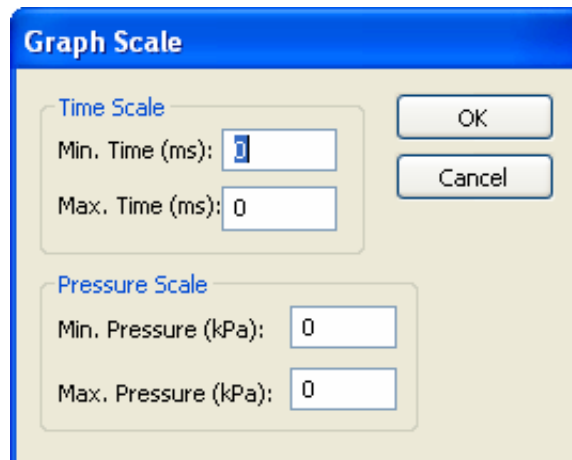 Graph Scale
Time Scale
OK
Min. Time (ms): 0
Cancel
Max. Time (ms): 0
Pressure Scale
Min. Pressure (kPa): 0
Max. Pressure (kPa): 0